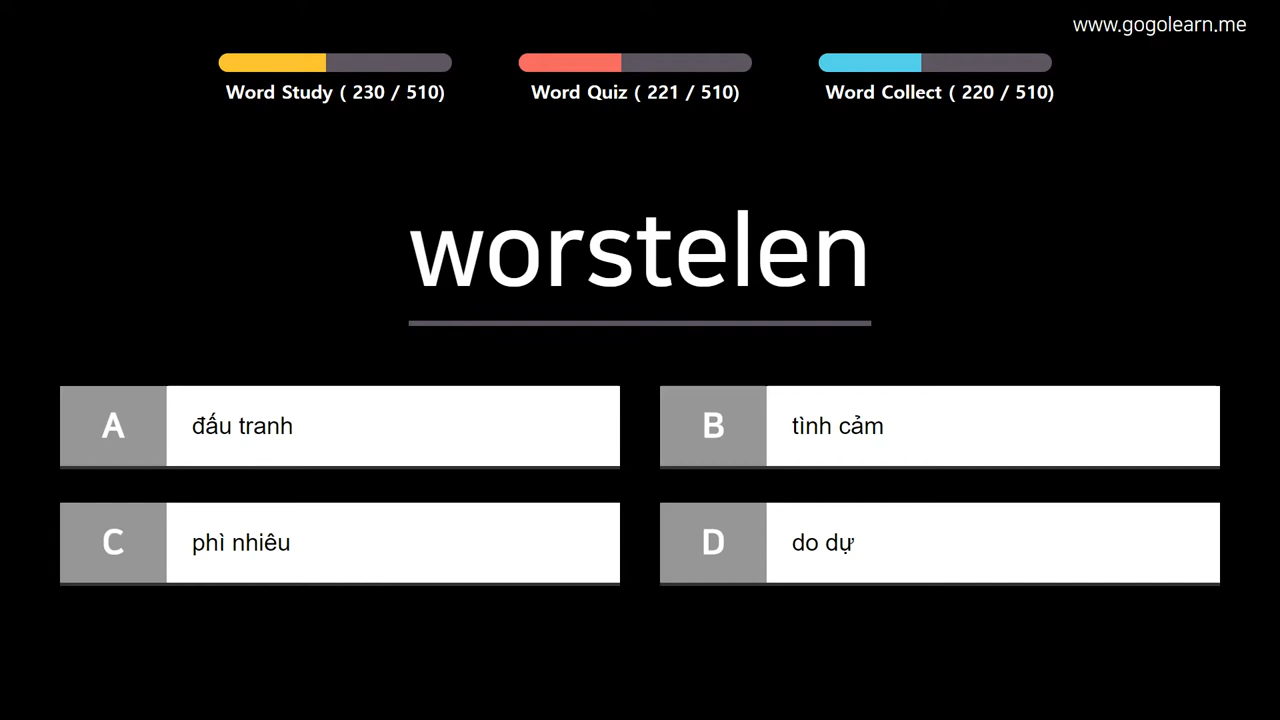 www.gogolearn.me
Word Study ( 230 / 510)
Word Quiz ( 221 / 510)
Word Collect ( 220 / 510)
worstelen
A đấu tranh
B tình cảm
C phì nhiêu
D do dự